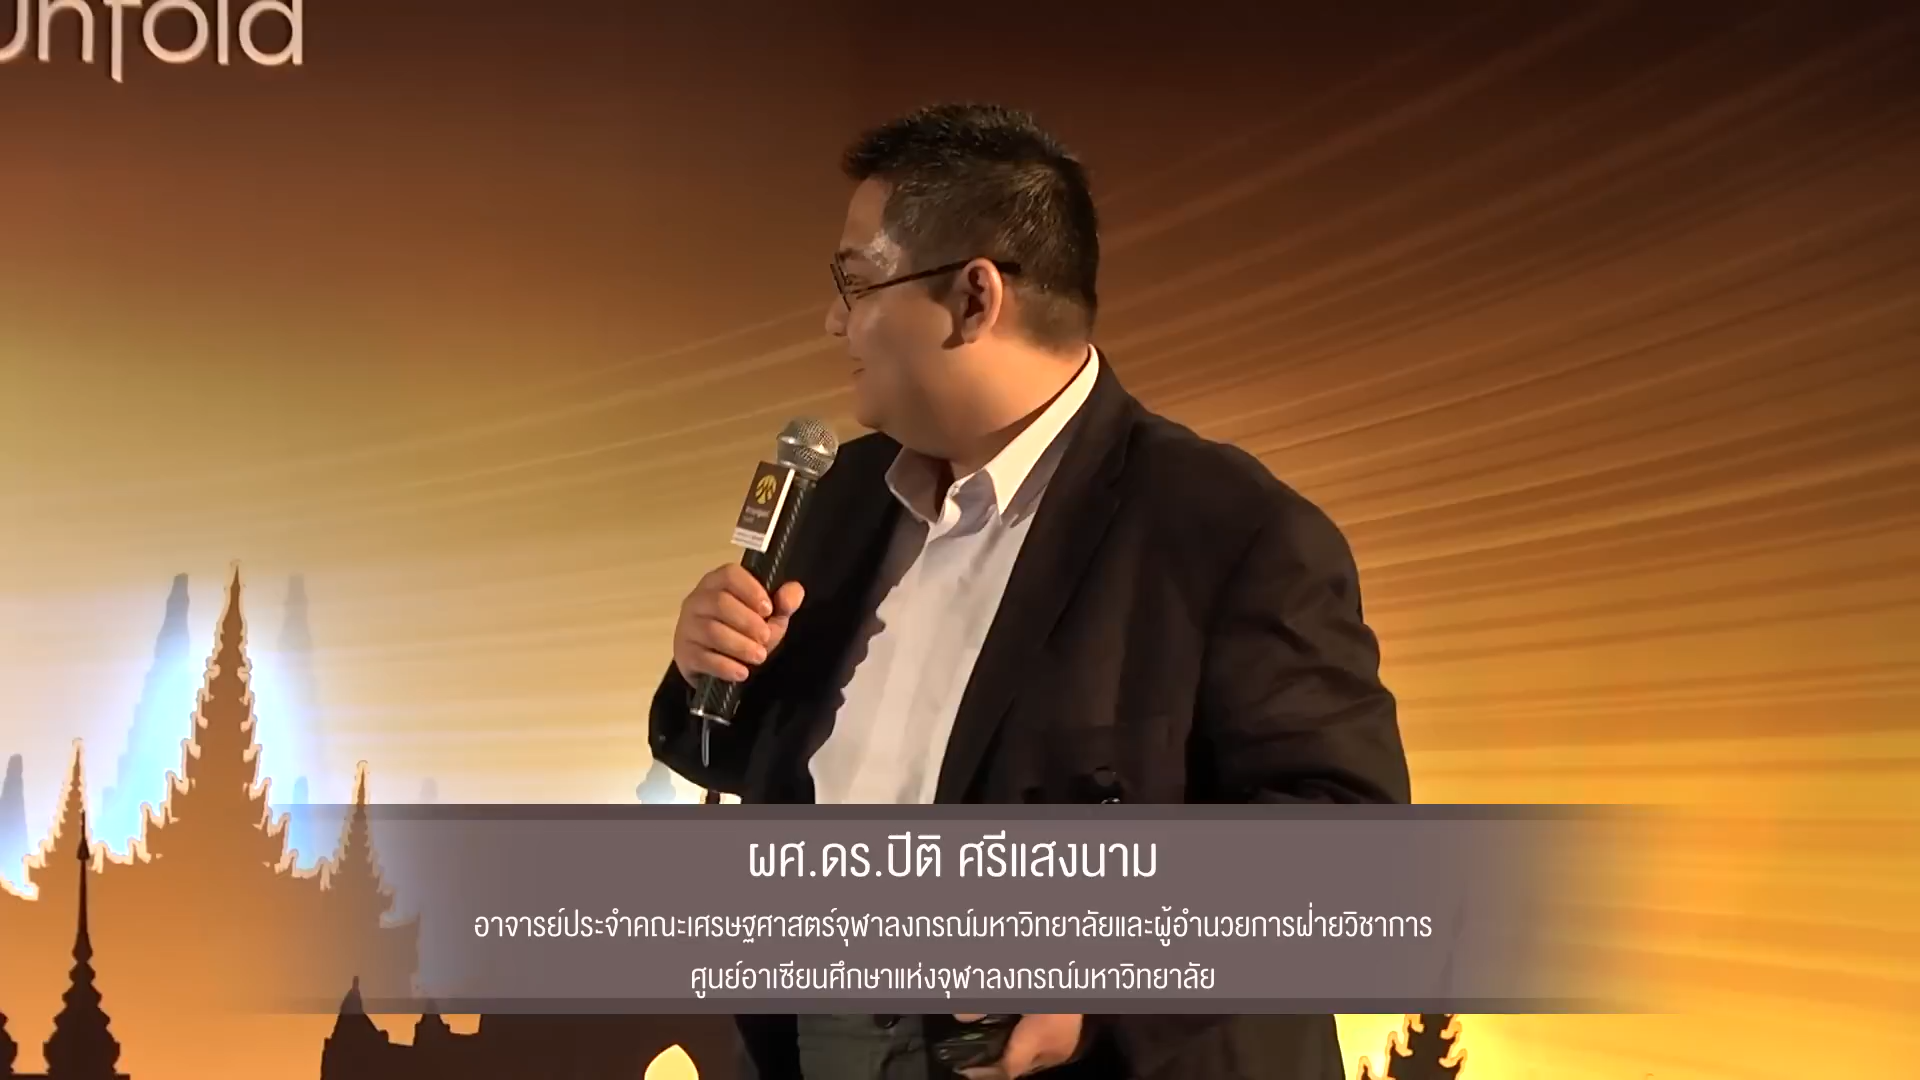 Unfold
ผศ.ดร.ปิติ ศรีแสงนาม
อาจารย์ประจำคณะเศรษฐศาสตร์จุฬาลงกรณ์มหาวิทยาลัยและผู้อำนวยการฝ่ายวิชาการ
ศูนย์อาเซียนศึกษาแห่งจุฬาลงกรณ์มหาวิทยาลัย